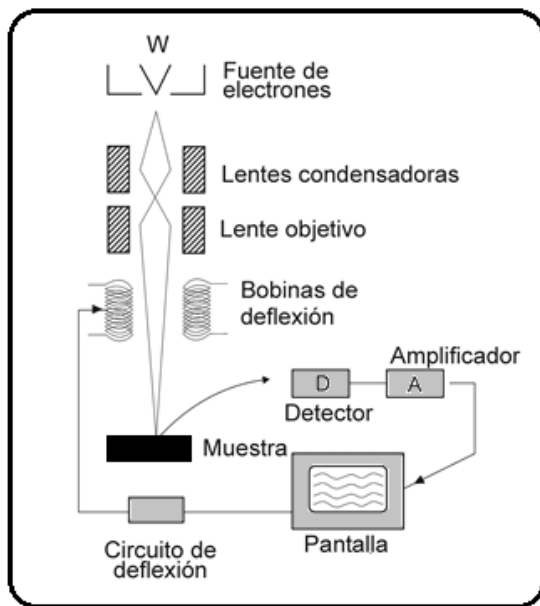 W
Fuente de
electrones
Lentes condensadoras
Lente objetivo
Bobinas de
deflexión
Amplificador
D
A
Detector
Muestra
Circuito de
deflexión
Pantalla